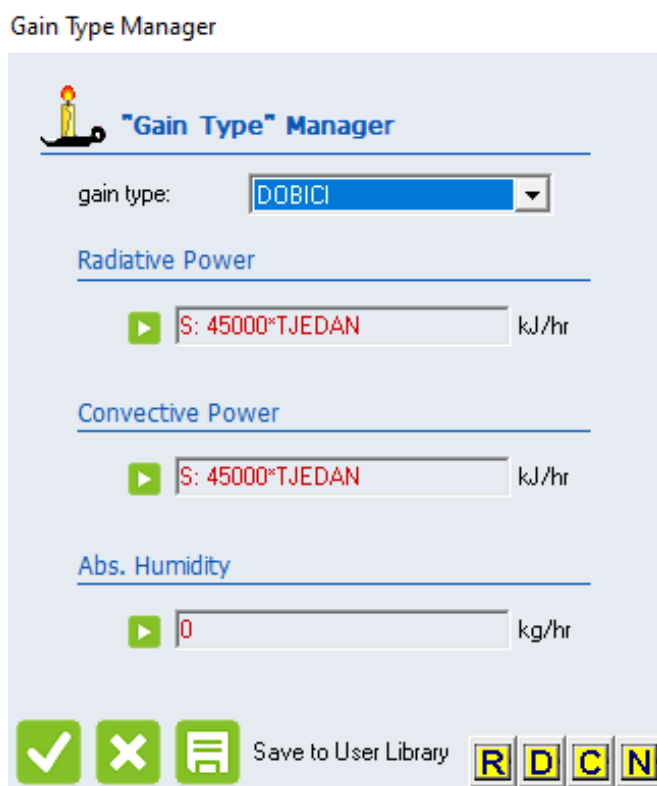 Gain Type Manager
"Gain Type" Manager
gain type: DOBICI
Radiative Power
S: 45000*TJEDAN kJ/hr
Convective Power
S: 45000*TJEDAN kJ/hr
Abs. Humidity
0 kg/hr
Save to User Library R D C N